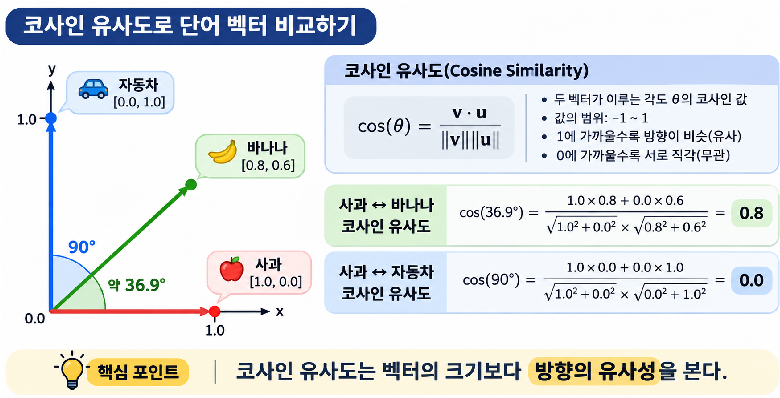 코사인 유사도로 단어 벡터 비교하기
y
자동차
[0.0, 1.0]
1.0
바나나
[0.8, 0.6]
90°
약 36.9°
사과
[1.0, 0.0]
0.0
1.0
x
코사인 유사도(Cosine Similarity)
cos(θ) = v · u / ‖v‖‖u‖
• 두 벡터가 이루는 각도 θ의 코사인 값
• 값의 범위: −1 ~ 1
• 1에 가까울수록 방향이 비슷(유사)
• 0에 가까울수록 서로 직각(무관)
사과 ↔ 바나나
코사인 유사도
cos(36.9°) = 1.0 × 0.8 + 0.0 × 0.6 / √1.0² + 0.0² × √0.8² + 0.6² = 0.8
사과 ↔ 자동차
코사인 유사도
cos(90°) = 1.0 × 0.0 + 0.0 × 1.0 / √1.0² + 0.0² × √0.0² + 1.0² = 0.0
핵심 포인트
코사인 유사도는 벡터의 크기보다 방향의 유사성을 본다.